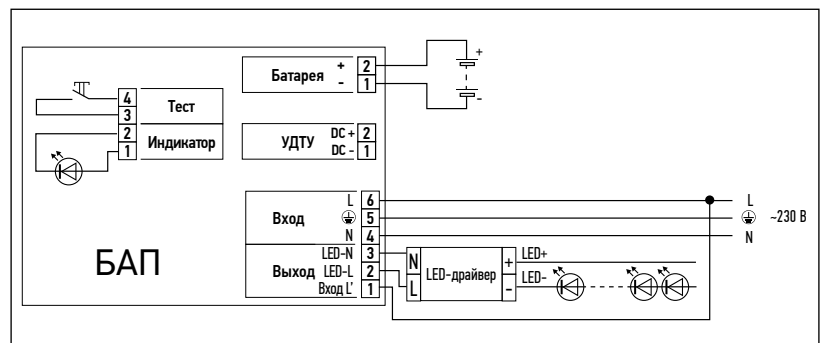 Батарея + 2
- 1
4 Тест
3
2 Индикатор
1
УДТУ DC + 2
DC - 1
Вход L 6 L
5 ~230 В
N 4 N
БАП
Выход LED-N 3
LED-L 2
Вход L' 1
N LED-драйвер + LED+
L - LED-
+
-